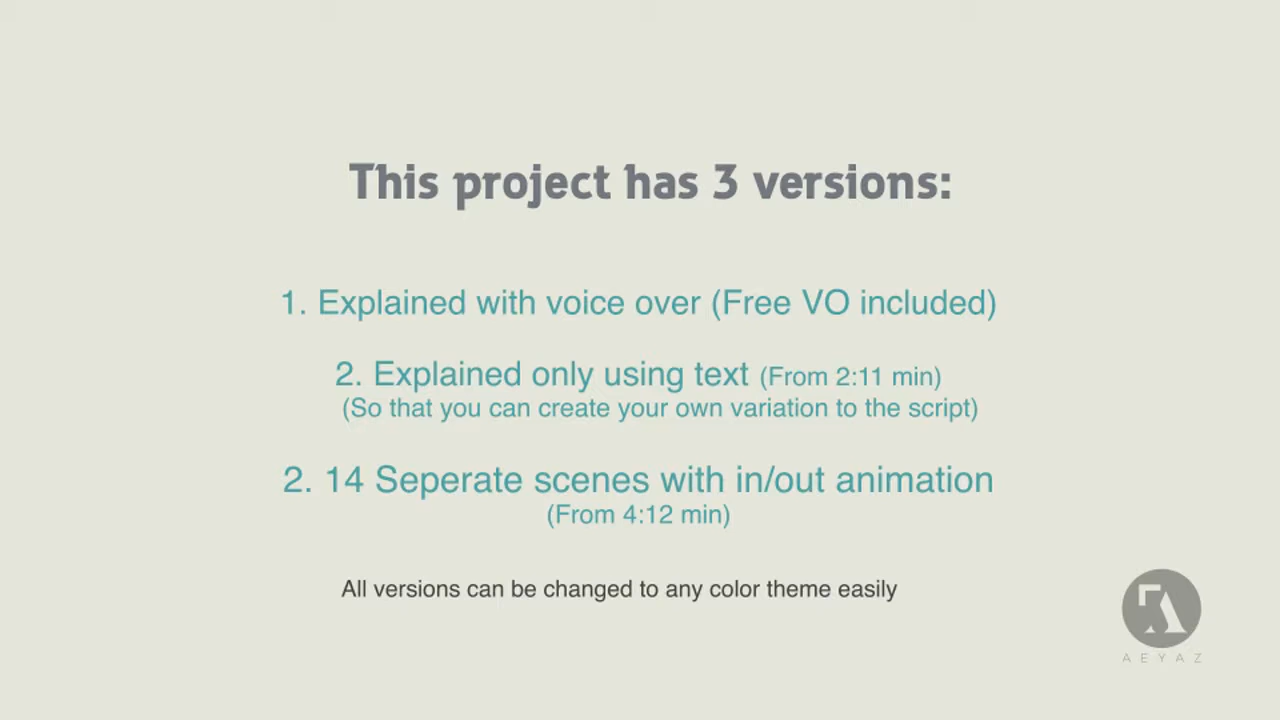 This project has 3 versions:
1. Explained with voice over (Free VO included)
2. Explained only using text (From 2:11 min)
(So that you can create your own variation to the script)
2. 14 Seperate scenes with in/out animation
(From 4:12 min)
All versions can be changed to any color theme easily
AEYAZ